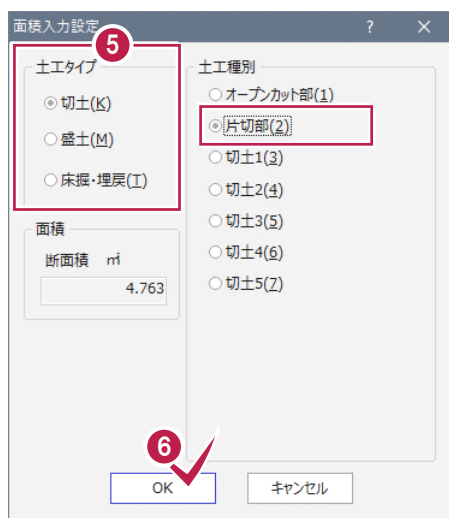 面積入力設定
? ×
5
土工タイプ
切土(K)
盛土(M)
床掘・埋戻(T)
面積
断面積 ㎡
4.763
土工種別
オープンカット部(1)
片切部(2)
切土1(3)
切土2(4)
切土3(5)
切土4(6)
切土5(7)
6
OK
キャンセル